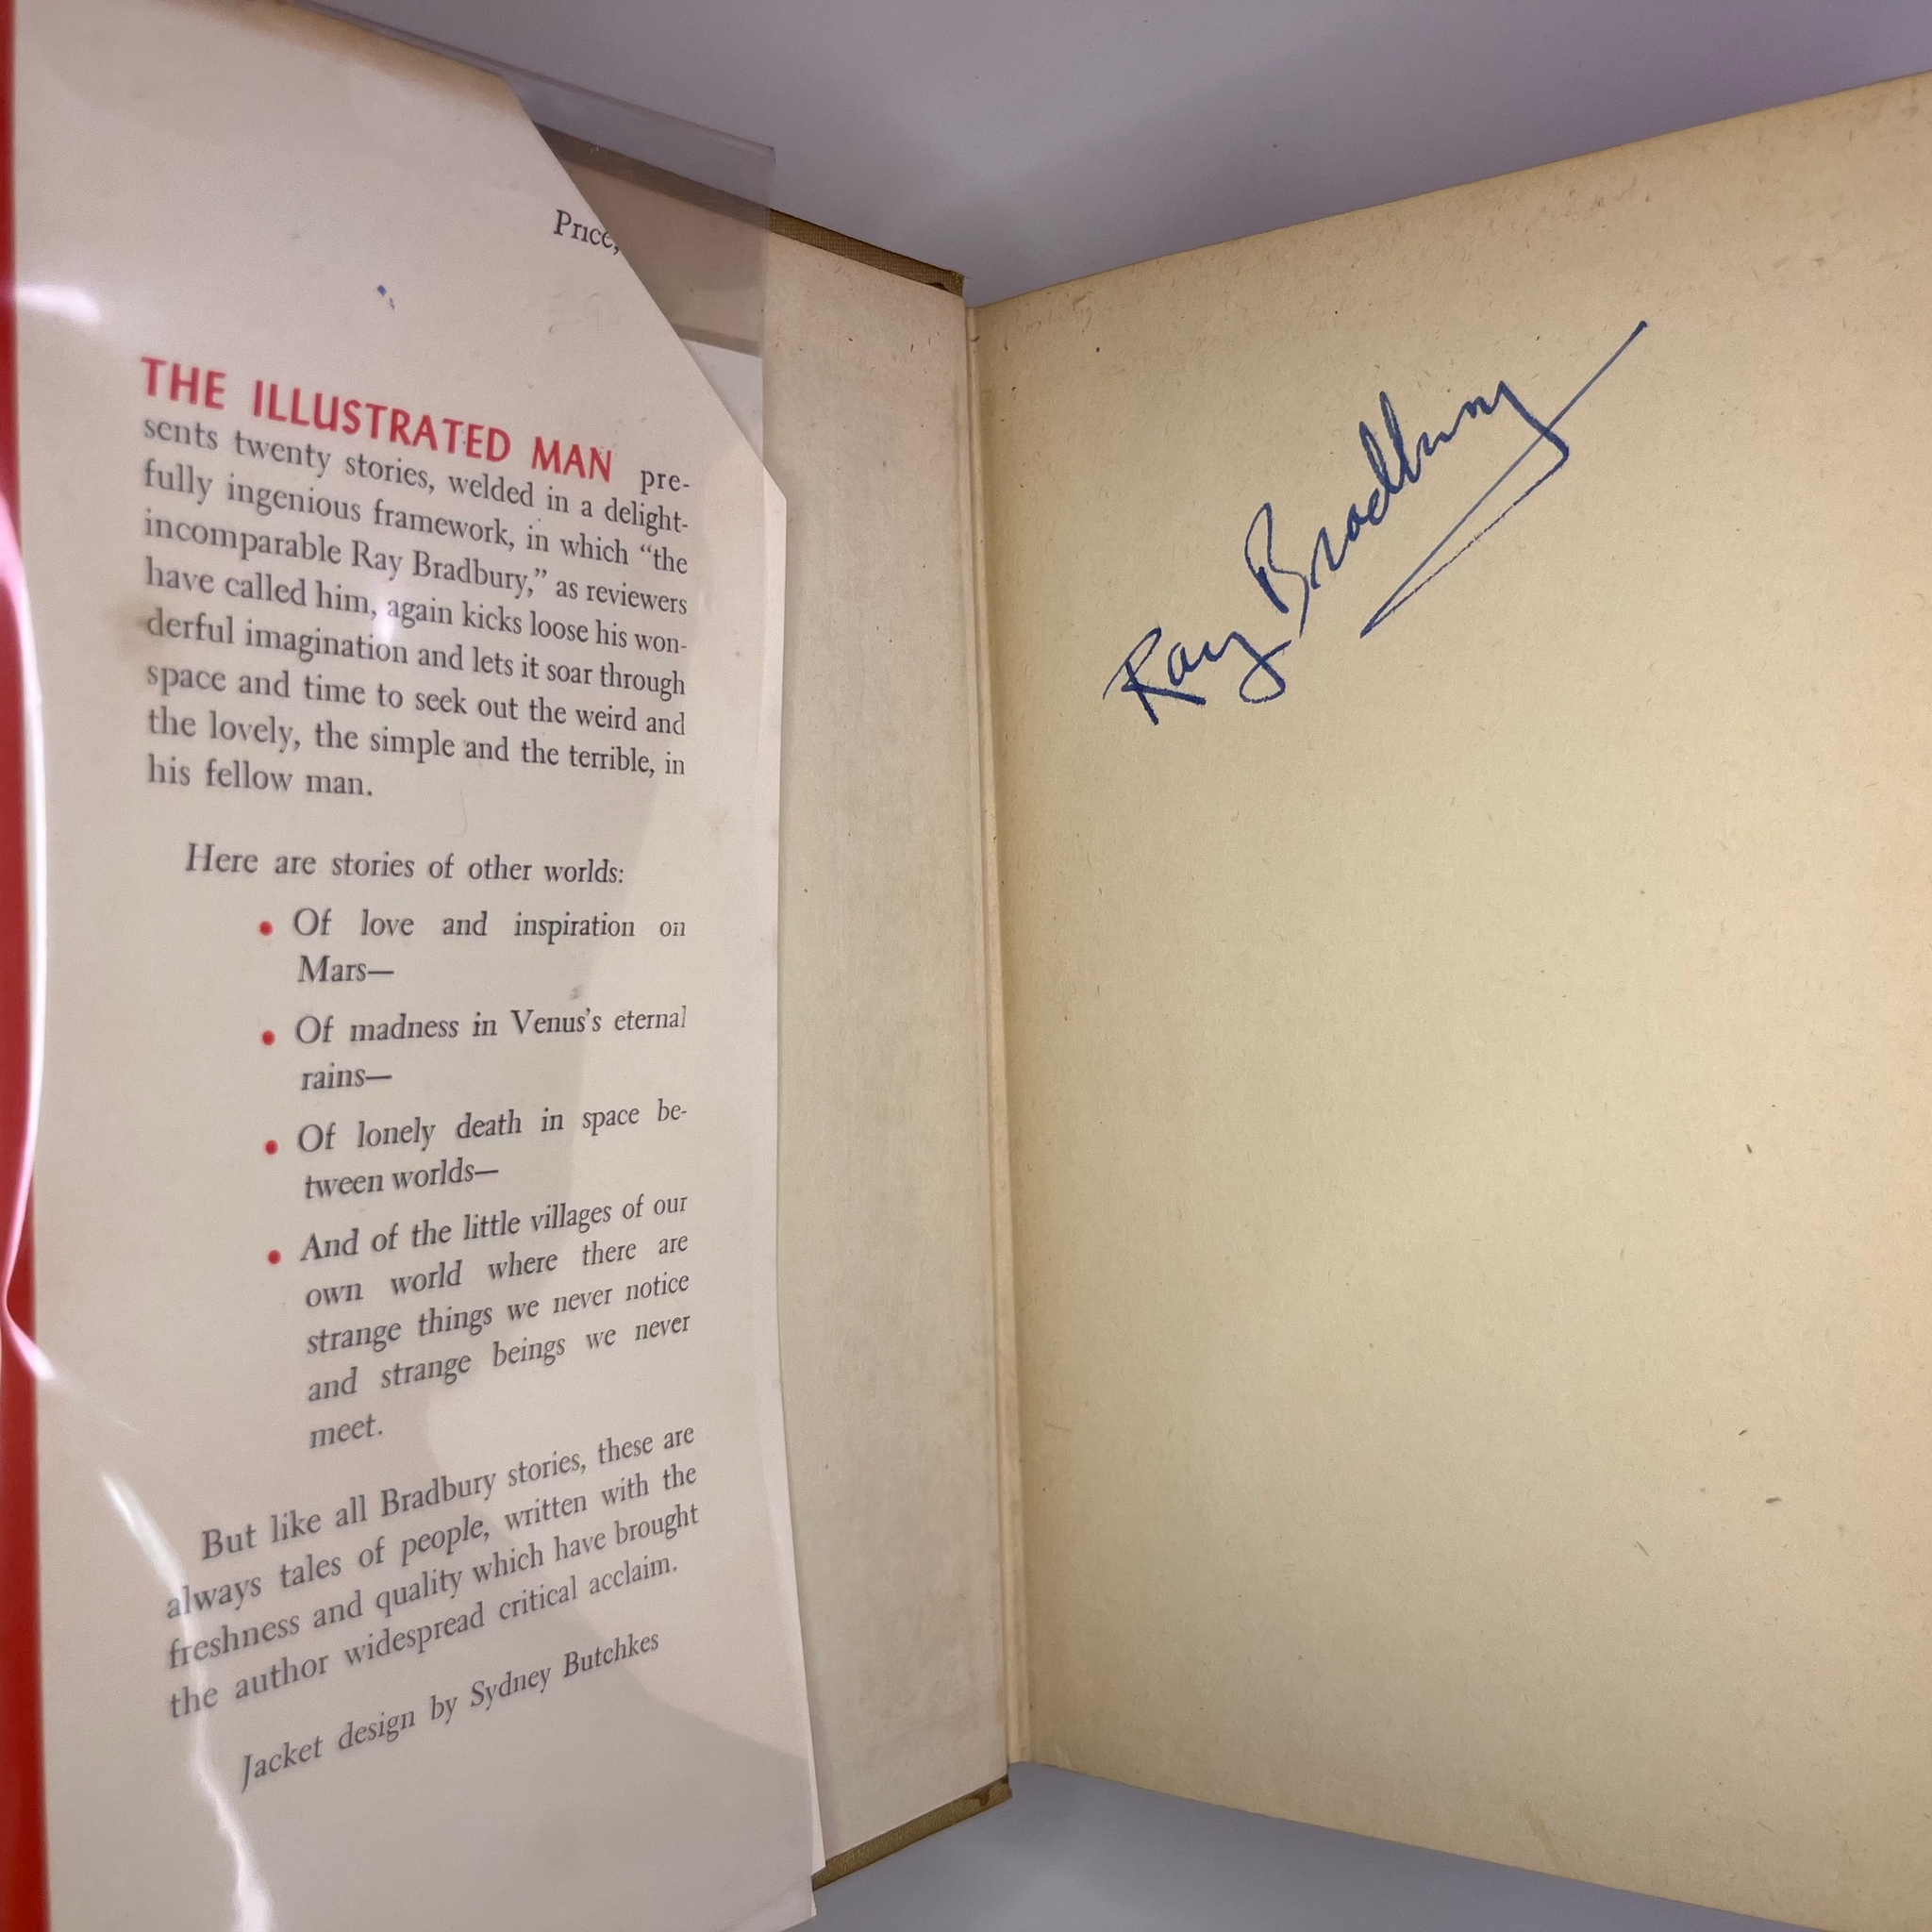 Price,
THE ILLUSTRATED MAN pre-
sents twenty stories, welded in a delight-
fully ingenious framework, in which “the
incomparable Ray Bradbury,” as reviewers
have called him, again kicks loose his won-
derful imagination and lets it soar through
space and time to seek out the weird and
the lovely, the simple and the terrible, in
his fellow man.
Here are stories of other worlds:
• Of love and inspiration on
Mars—
• Of madness in Venus’s eternal
rains—
• Of lonely death in space be-
tween worlds—
• And of the little villages of our
own world where there are
strange things we never notice
and strange beings we never
meet.
But like all Bradbury stories, these are
always tales of people, written with the
freshness and quality which have brought
the author widespread critical acclaim.
Jacket design by Sydney Butchkes
Ray Bradbury